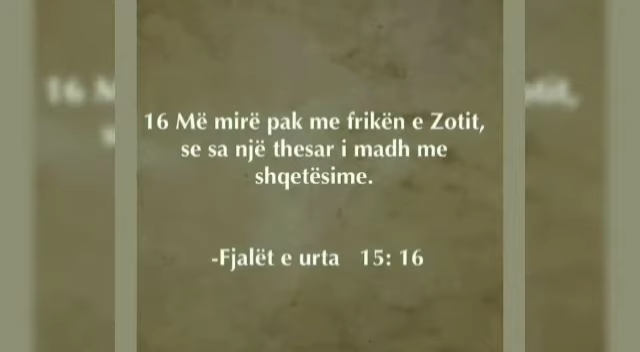 16 Më mirë pak me frikën e Zotit,
se sa një thesar i madh me
shqetësime.
-Fjalët e urta 15: 16